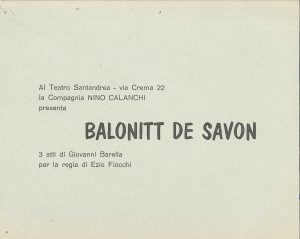 Al Teatro Santandrea - via Crema 22
la Compagnia NINO CALANCHI
presenta
BALONITT DE SAVON
3 atti di Giovanni Barella
per la regia di Ezio Fiocchi